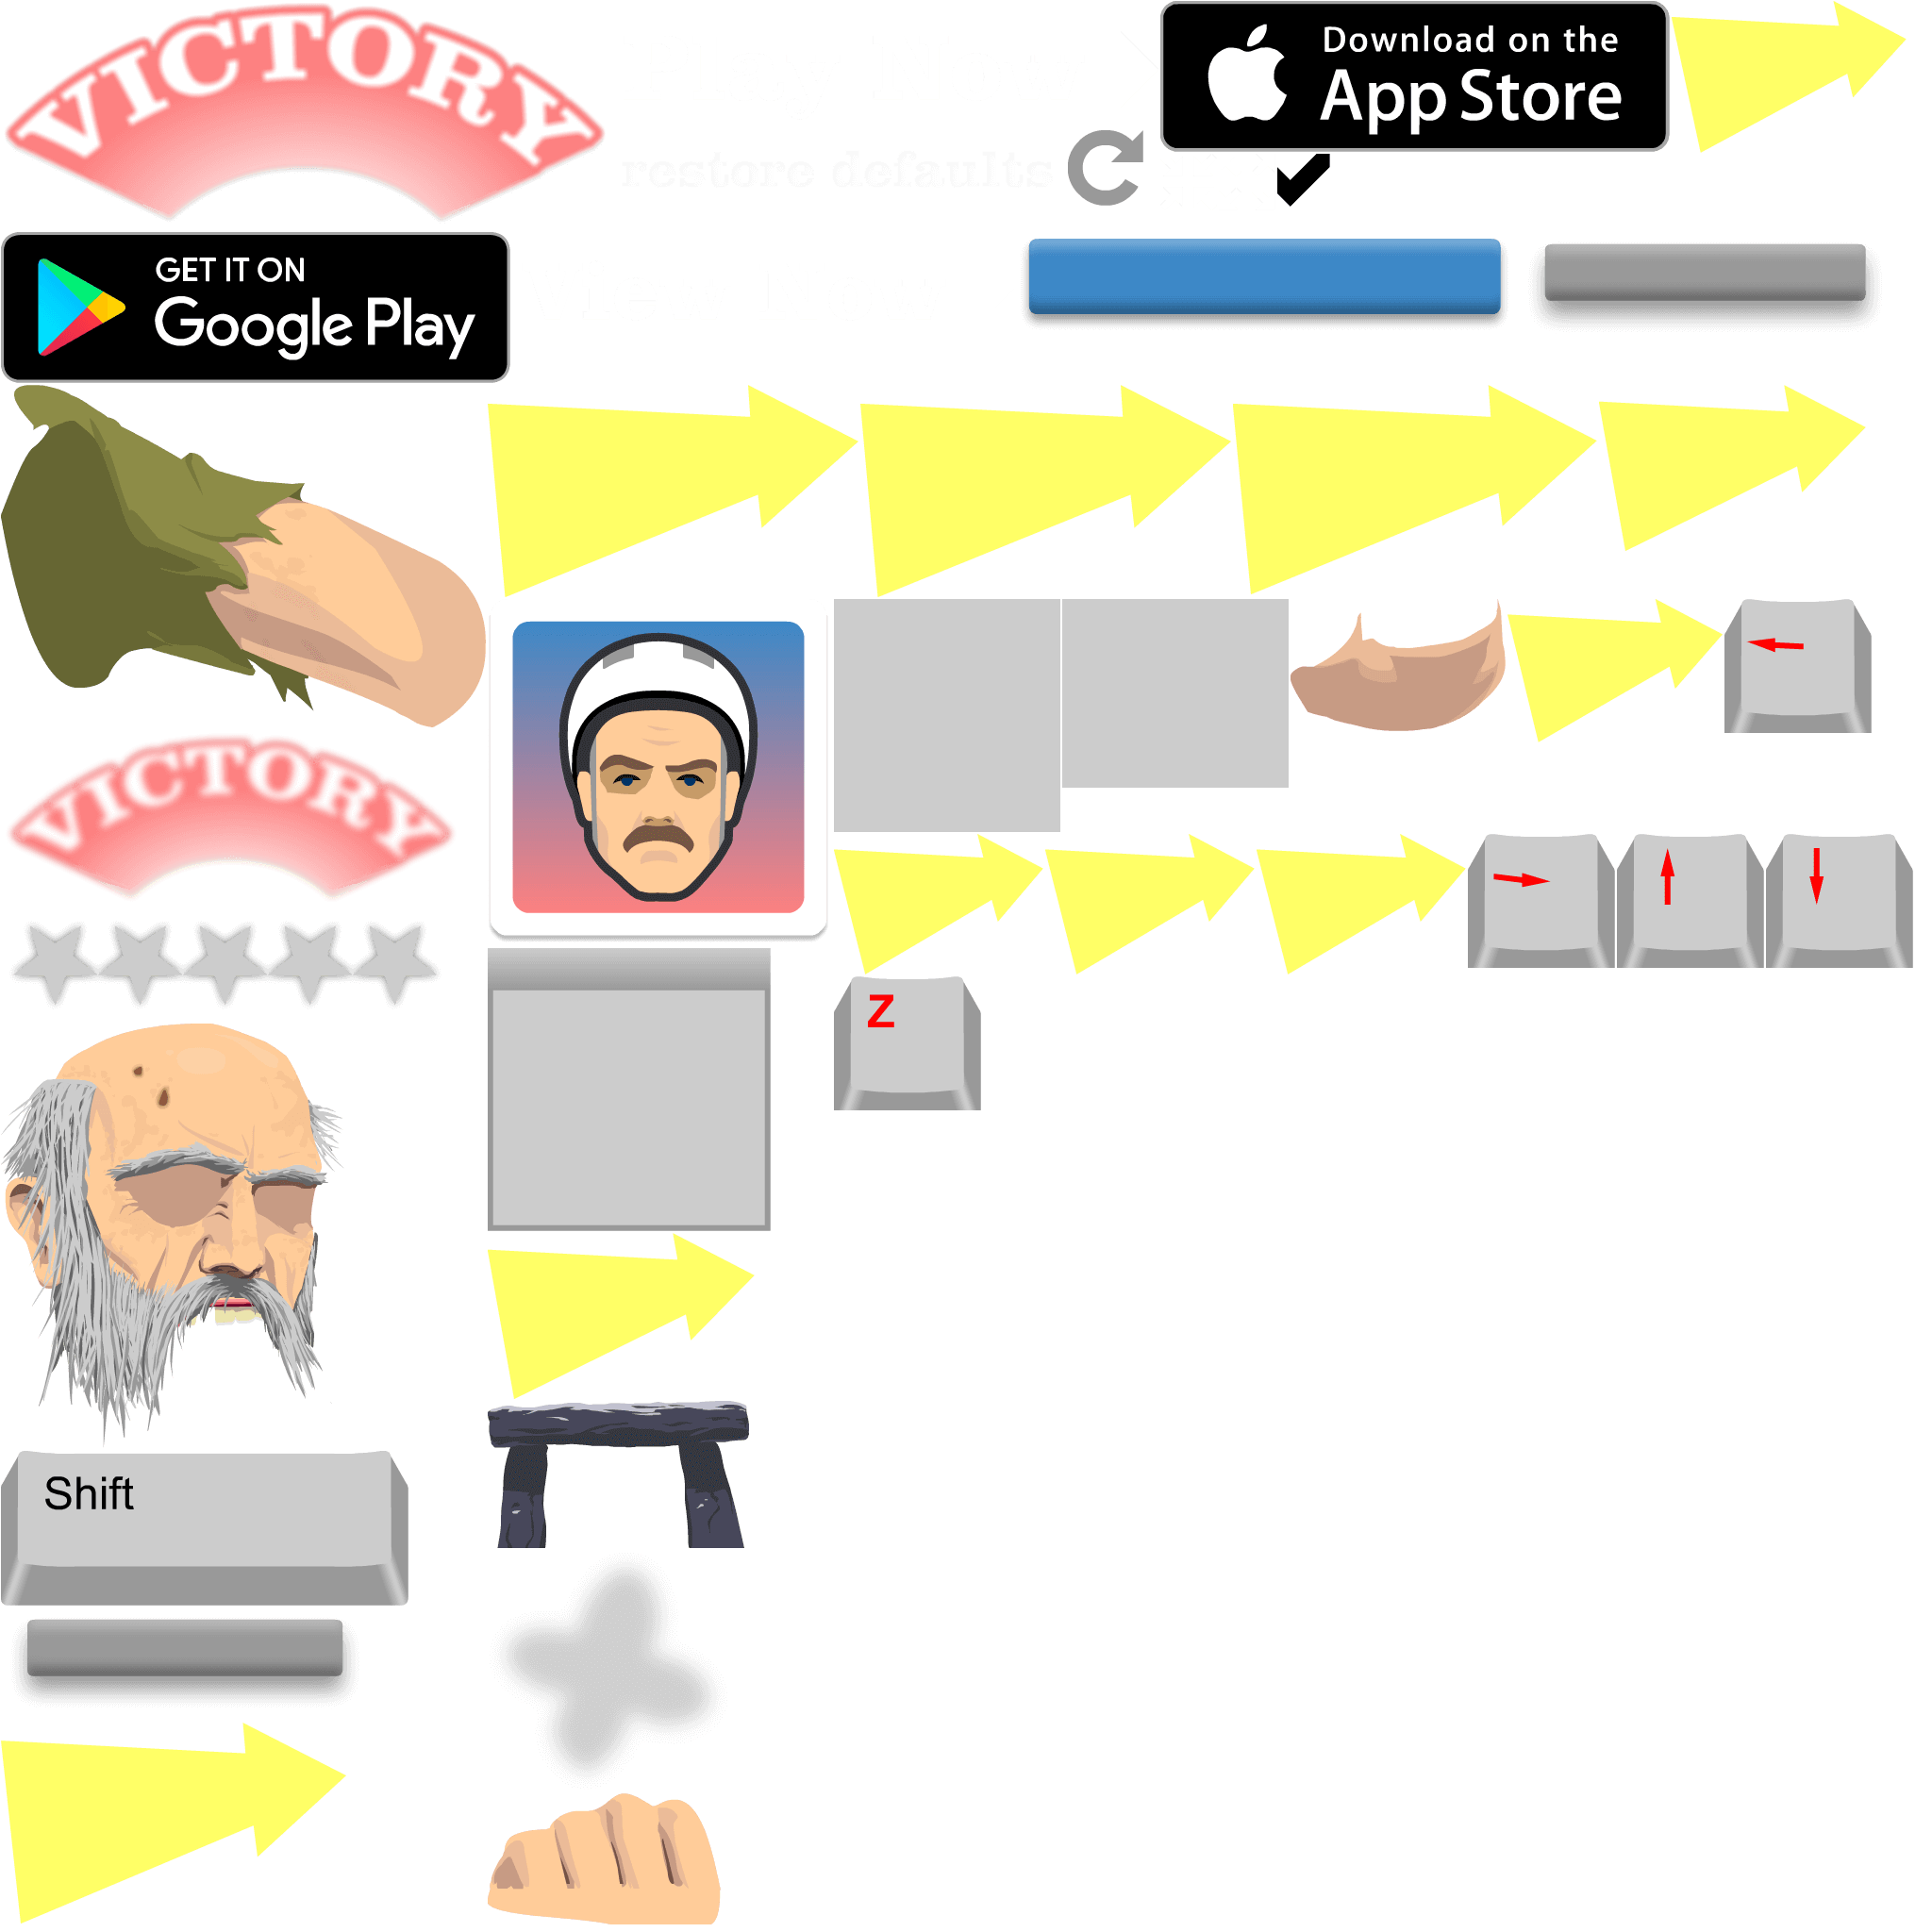 VICTORY
Download on the
App Store
restore defaults
GET IT ON
Google Play
VICTORY
Z
Shift